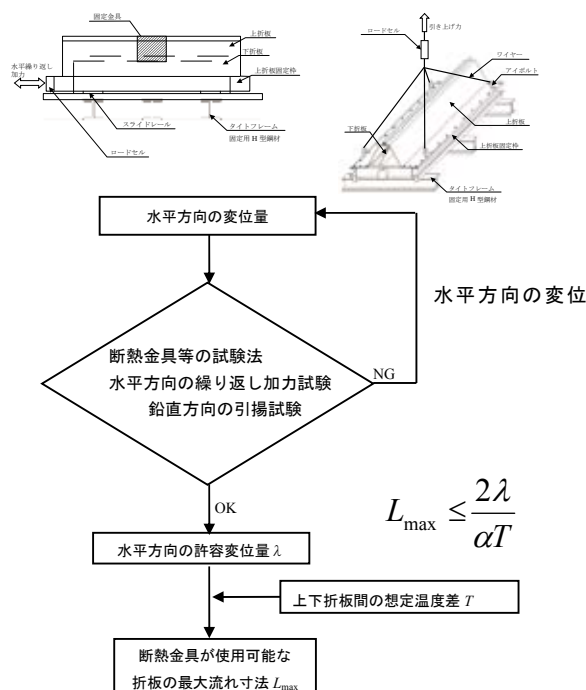 固定金具
上折板
下折板
水平繰り返し
加力
上折板固定枠
スライドレール
タイトフレーム
固定用 H 型鋼材
ロードセル
引き上げ力
ロードセル
ワイヤー
アイボルト
下折板
上折板
上折板固定枠
タイトフレーム
固定用 H 型鋼材
水平方向の変位量
水平方向の変位
断熱金具等の試験法
水平方向の繰り返し加力試験
鉛直方向の引揚試験
NG
OK
L_max ≤ 2λ/αT
水平方向の許容変位量 λ
上下折板間の想定温度差 T
断熱金具が使用可能な
折板の最大流れ寸法 L_max